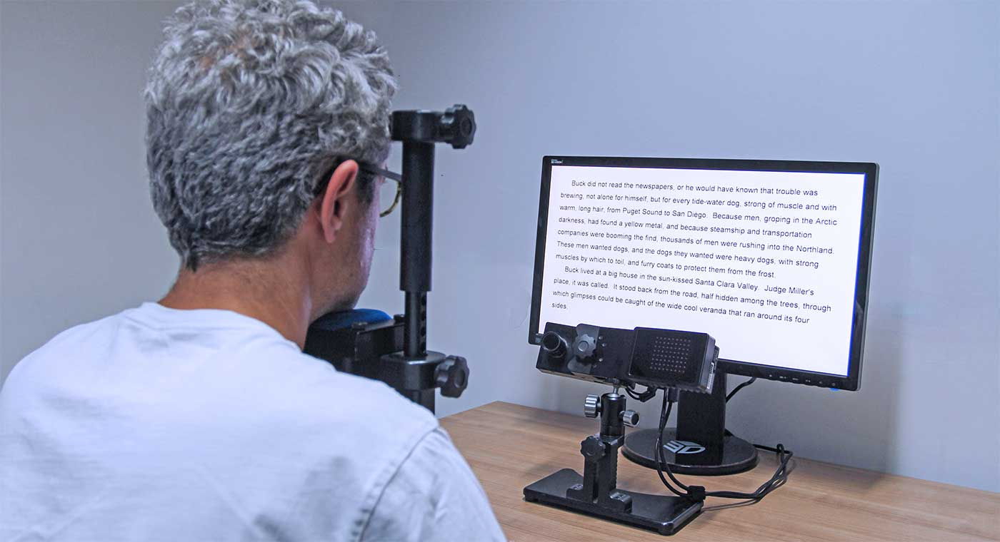 Buck did not read the newspapers, or he would have known that trouble was
brewing, not alone for himself, but for every tide-water dog, strong of muscle and with
warm, long hair, from Puget Sound to San Diego. Because men, groping in the Arctic
darkness, had found a yellow metal, and because steamship and transportation
companies were booming the find, thousands of men were rushing into the Northland.
These men wanted dogs, and the dogs they wanted were heavy dogs, with strong
muscles by which to toil, and furry coats to protect them from the frost.
Buck lived at a big house in the sun-kissed Santa Clara Valley. Judge Miller's
place, it was called. It stood back from the road, half hidden among the trees, through
which glimpses could be caught of the wide cool veranda that ran around its four
sides.
3D